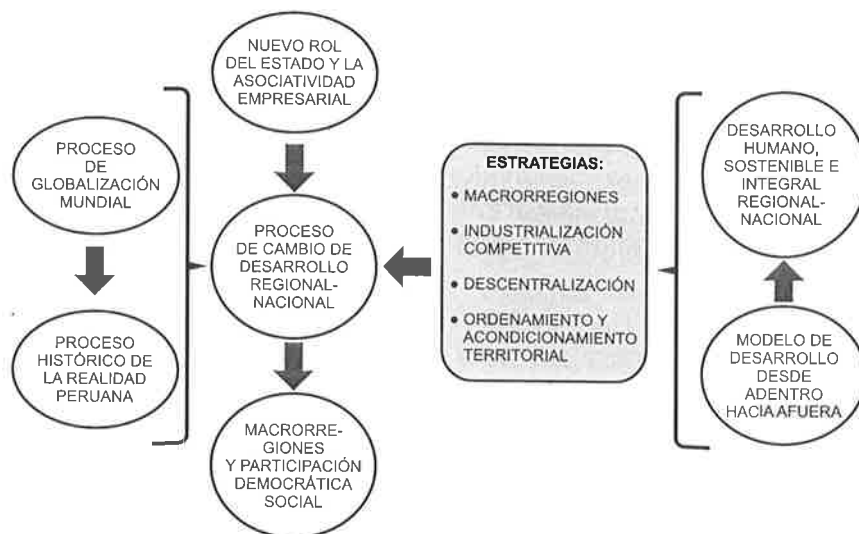 NUEVO ROL
DEL ESTADO Y LA
ASOCIATIVIDAD
EMPRESARIAL
PROCESO
DE
GLOBALIZACIÓN
MUNDIAL
PROCESO
HISTÓRICO DE
LA REALIDAD
PERUANA
PROCESO
DE CAMBIO DE
DESARROLLO
REGIONAL-
NACIONAL
MACRORRE-
GIONES
Y PARTICIPACIÓN
DEMOCRÁTICA
SOCIAL
ESTRATEGIAS:
• MACRORREGIONES
• INDUSTRIALIZACIÓN
COMPETITIVA
• DESCENTRALIZACIÓN
• ORDENAMIENTO Y
ACONDICIONAMIENTO
TERRITORIAL
DESARROLLO
HUMANO,
SOSTENIBLE E
INTEGRAL
REGIONAL-
NACIONAL
MODELO DE
DESARROLLO
DESDE
ADENTRO
HACIA AFUERA